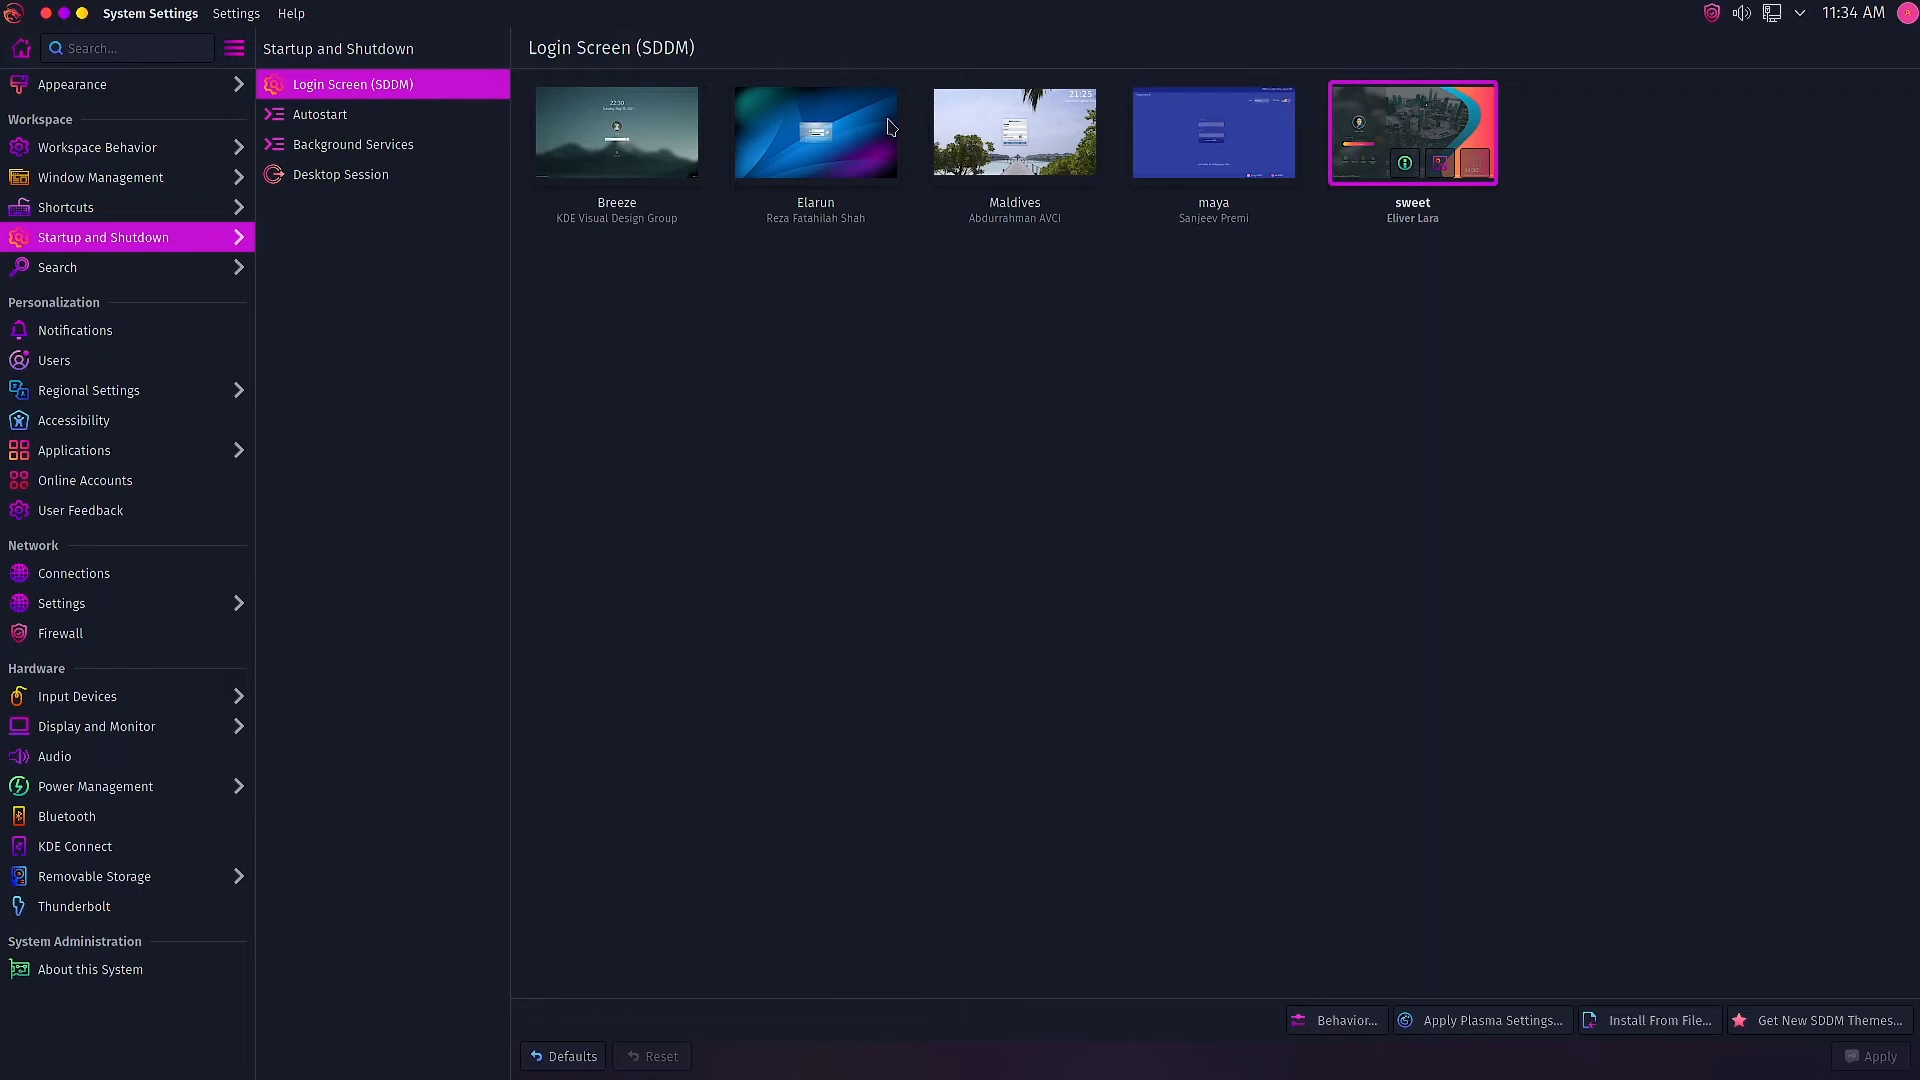 System Settings Settings Help
11:34 AM
Search...
Appearance
Workspace
Workspace Behavior
Window Management
Shortcuts
Startup and Shutdown
Search
Personalization
Notifications
Users
Regional Settings
Accessibility
Applications
Online Accounts
User Feedback
Network
Connections
Settings
Firewall
Hardware
Input Devices
Display and Monitor
Audio
Power Management
Bluetooth
KDE Connect
Removable Storage
Thunderbolt
System Administration
About this System
Startup and Shutdown
Login Screen (SDDM)
Autostart
Background Services
Desktop Session
Login Screen (SDDM)
22:30
21:25
Breeze
KDE Visual Design Group
Elarun
Reza Fatahilah Shah
Maldives
Abdurrahman AVCI
maya
Sanjeev Premi
sweet
Eliver Lara
Behavior...
Apply Plasma Settings...
Install From File...
Get New SDDM Themes...
Defaults
Reset
Apply